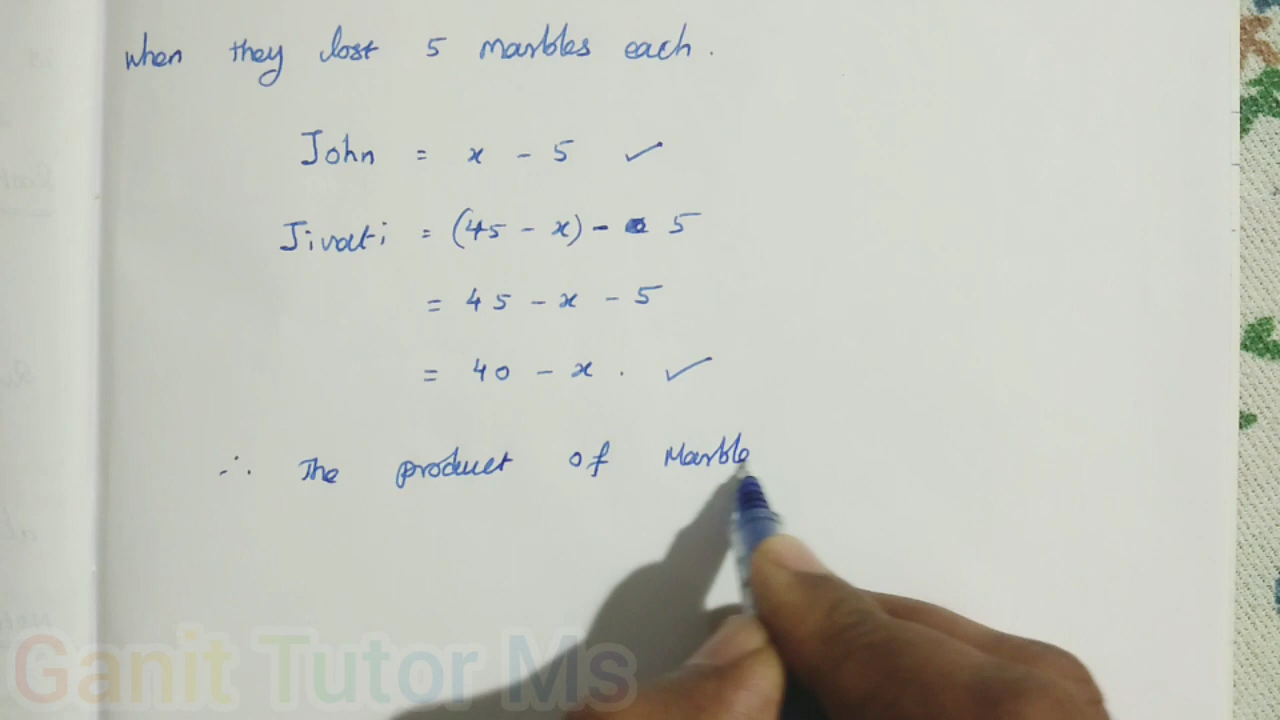 when they lost 5 marbles each.
John = x - 5 ✓
Jivati = (45 - x) - 5
= 45 - x - 5
= 40 - x . ✓
∴ The product of Marble
Ganit Tutor Ms